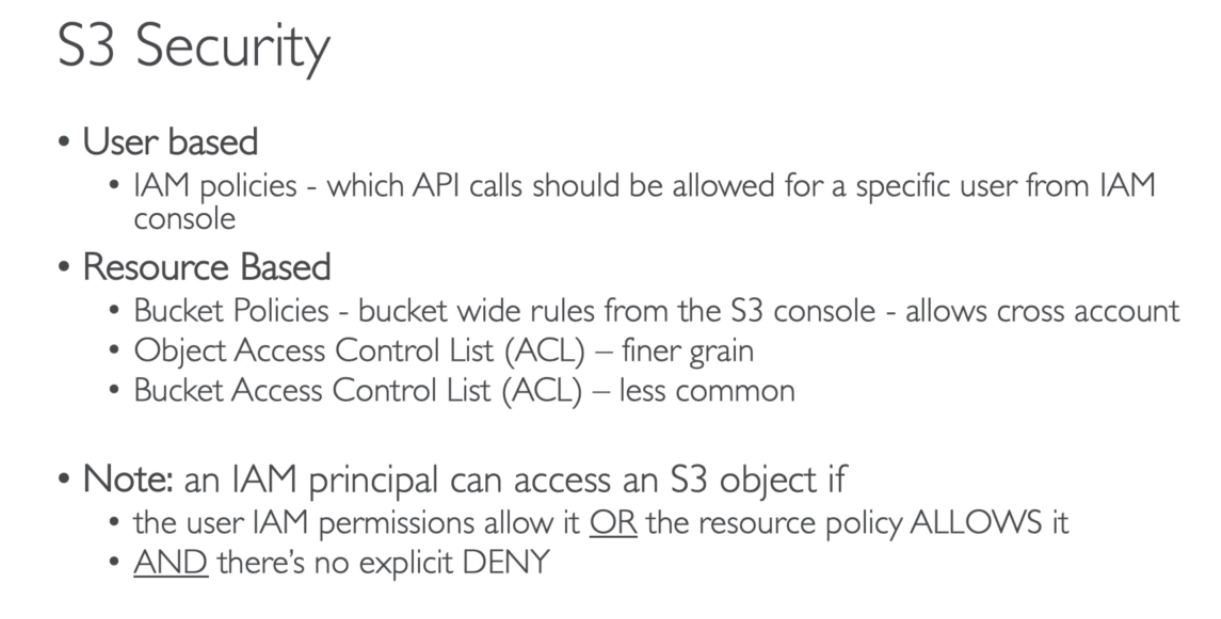 S3 Security
• User based
• IAM policies - which API calls should be allowed for a specific user from IAM
console
• Resource Based
• Bucket Policies - bucket wide rules from the S3 console - allows cross account
• Object Access Control List (ACL) – finer grain
• Bucket Access Control List (ACL) – less common
• Note: an IAM principal can access an S3 object if
• the user IAM permissions allow it OR the resource policy ALLOWS it
• AND there’s no explicit DENY